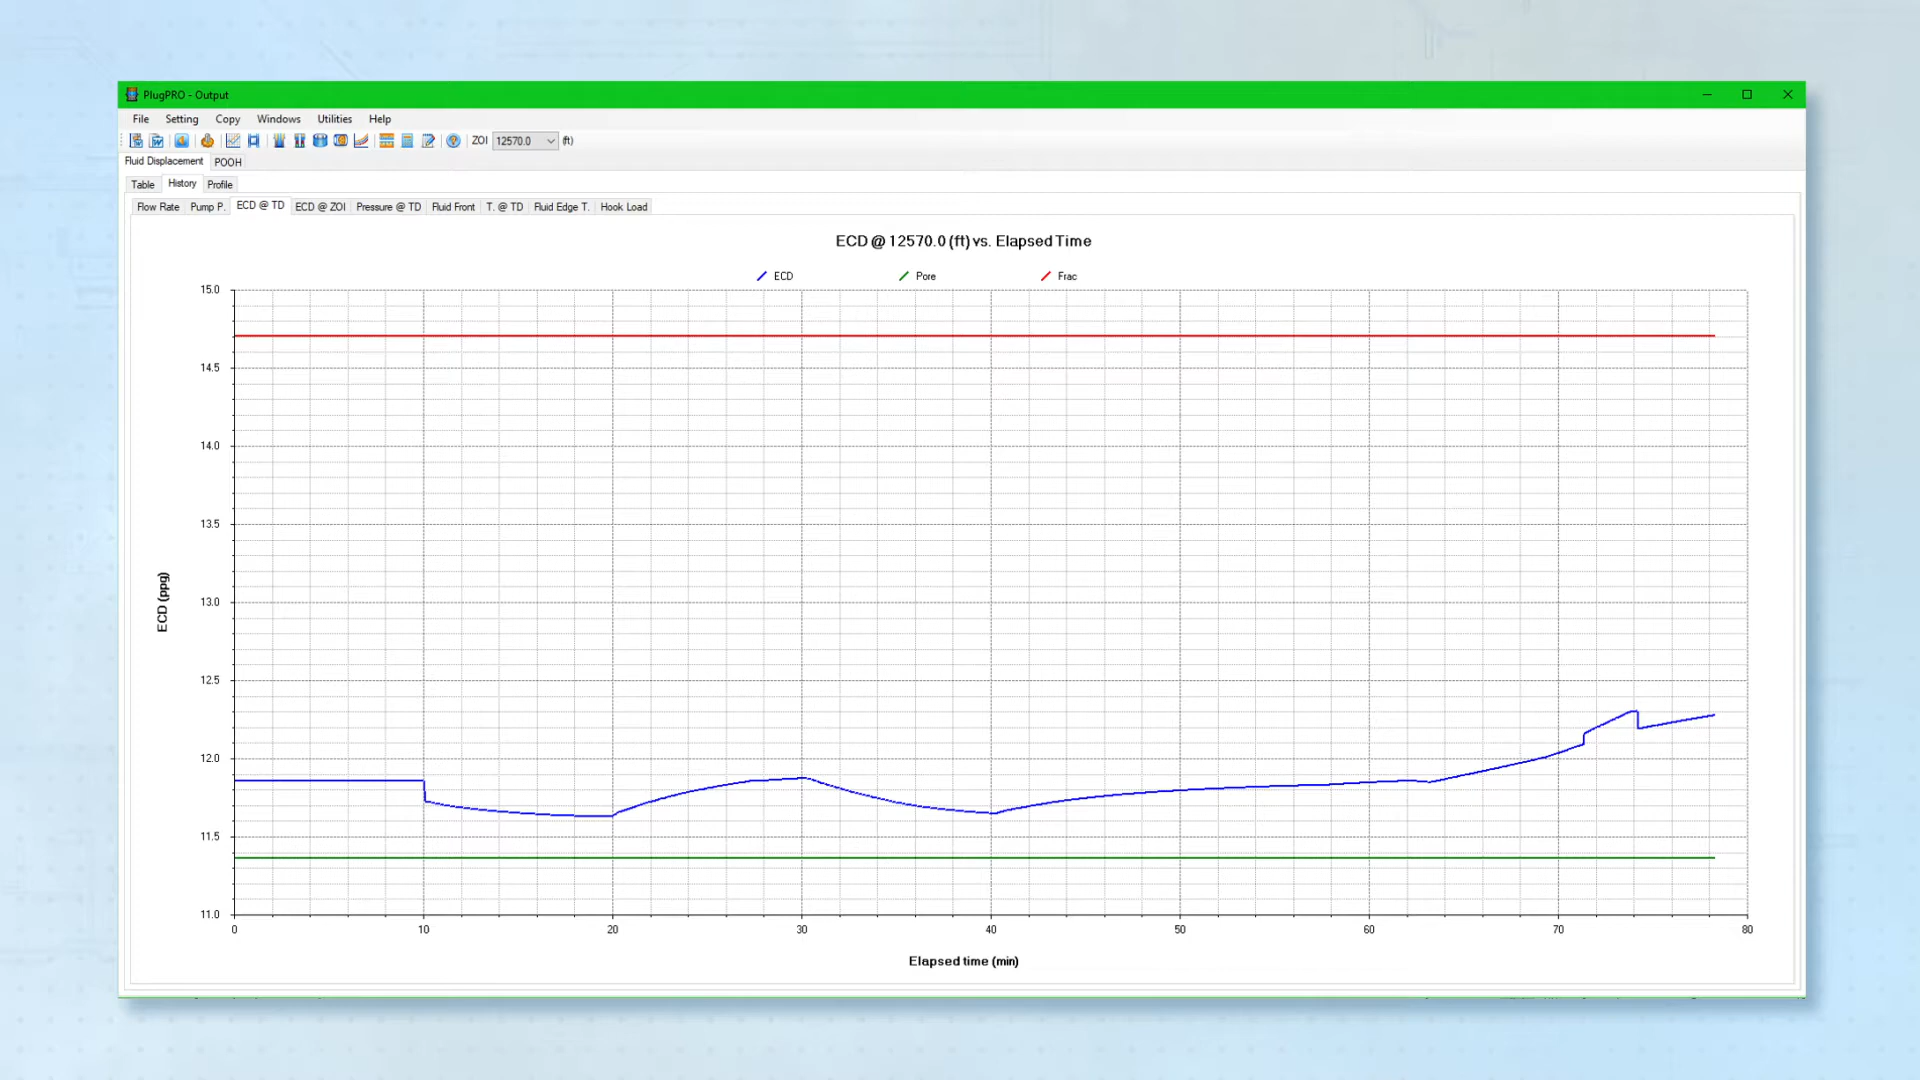 PlugPRO - Output
File Setting Copy Windows Utilities Help
ZOI 12570.0 (ft)
Fluid Displacement POOH
Table History Profile
Flow Rate Pump P. ECD @ TD ECD @ ZOI Pressure @ TD Fluid Front T. @ TD Fluid Edge T. Hook Load
ECD @ 12570.0 (ft) vs. Elapsed Time
ECD Pore Frac
15.0
14.5
14.0
13.5
13.0
12.5
12.0
11.5
11.0
ECD (ppg)
0 10 20 30 40 50 60 70 80
Elapsed time (min)